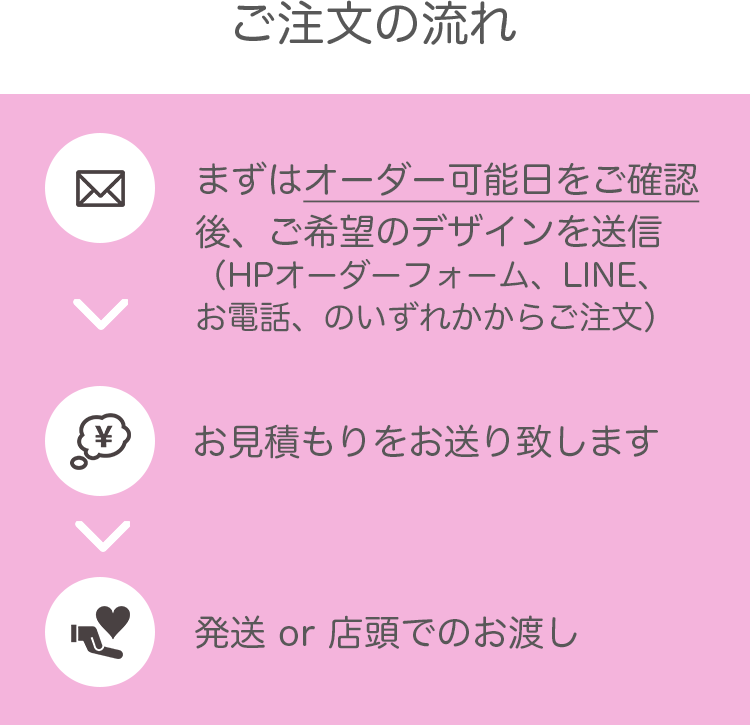 ご注文の流れ
まずはオーダー可能日をご確認
後、ご希望のデザインを送信
（HPオーダーフォーム、LINE、
お電話、のいずれかからご注文）
¥
お見積もりをお送り致します
発送 or 店頭でのお渡し